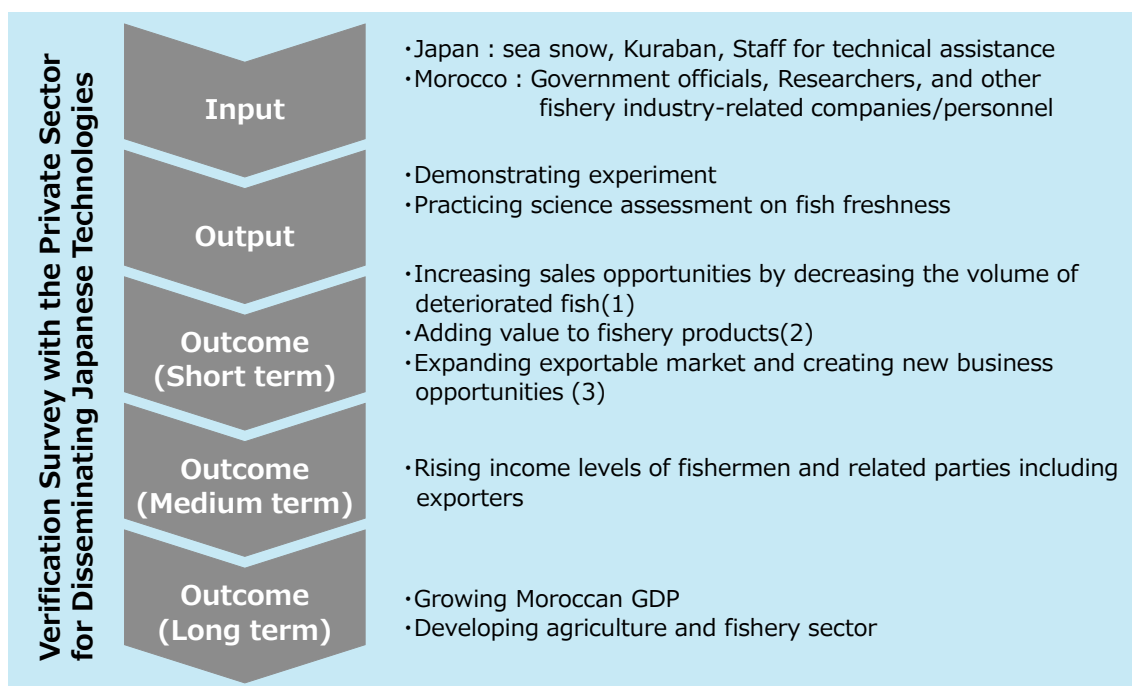 Verification Survey with the Private Sector
for Disseminating Japanese Technologies
Input
・Japan : sea snow, Kuraban, Staff for technical assistance
・Morocco : Government officials, Researchers, and other
fishery industry-related companies/personnel
Output
・Demonstrating experiment
・Practicing science assessment on fish freshness
Outcome
(Short term)
・Increasing sales opportunities by decreasing the volume of
deteriorated fish(1)
・Adding value to fishery products(2)
・Expanding exportable market and creating new business
opportunities (3)
Outcome
(Medium term)
・Rising income levels of fishermen and related parties including
exporters
Outcome
(Long term)
・Growing Moroccan GDP
・Developing agriculture and fishery sector